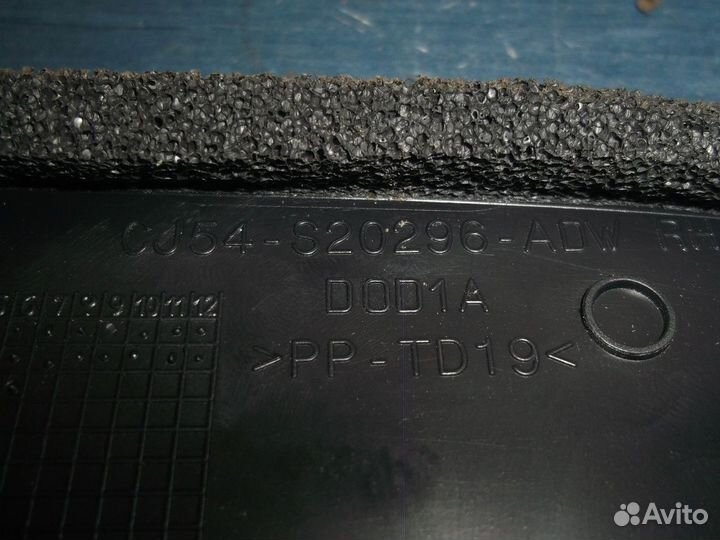 CJ54-S20296-ADW RH
D0D1A
>PP-TD19<
6 7 8 9 10 11 12
Avito